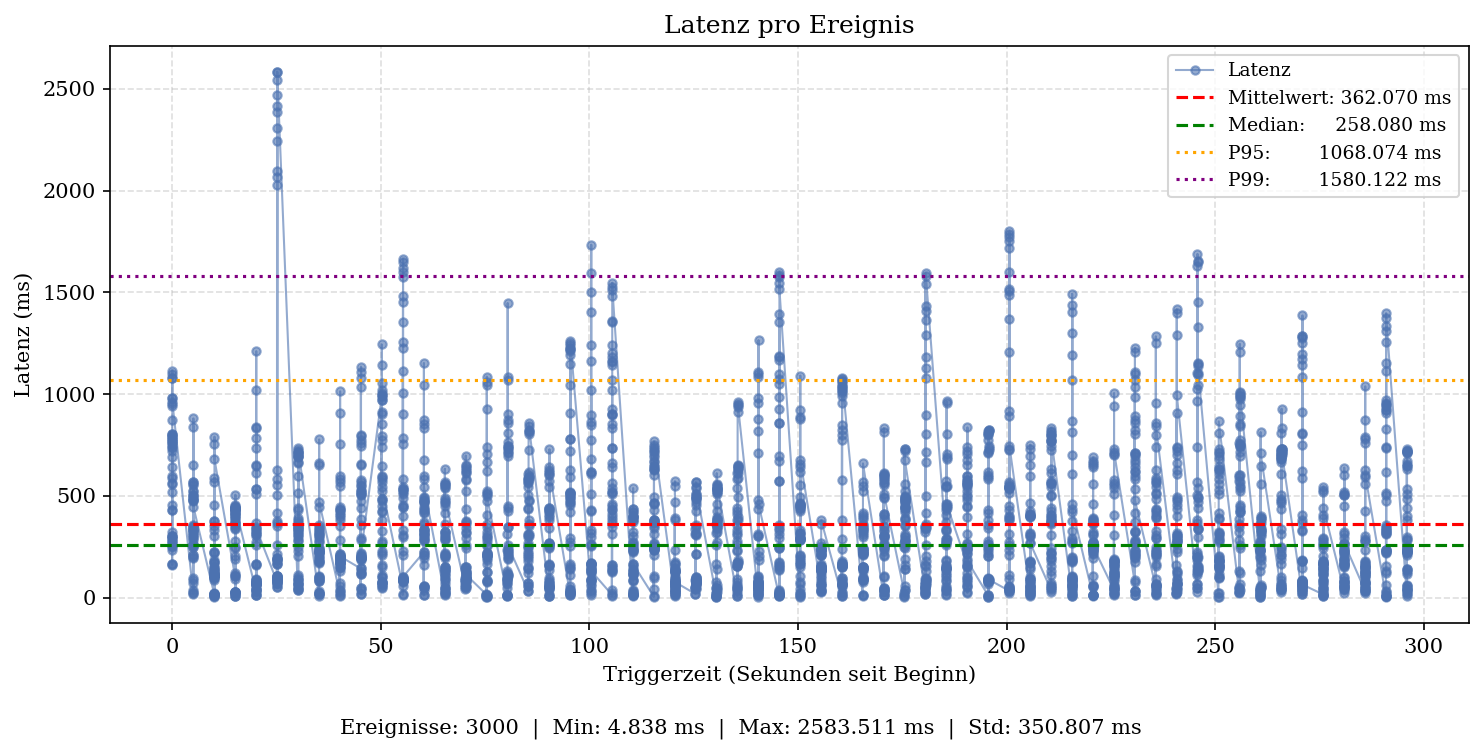 Latenz pro Ereignis
Latenz (ms)
2500
2000
1500
1000
500
0
Latenz
Mittelwert: 362.070 ms
Median: 258.080 ms
P95: 1068.074 ms
P99: 1580.122 ms
0 50 100 150 200 250 300
Triggerzeit (Sekunden seit Beginn)
Ereignisse: 3000 | Min: 4.838 ms | Max: 2583.511 ms | Std: 350.807 ms